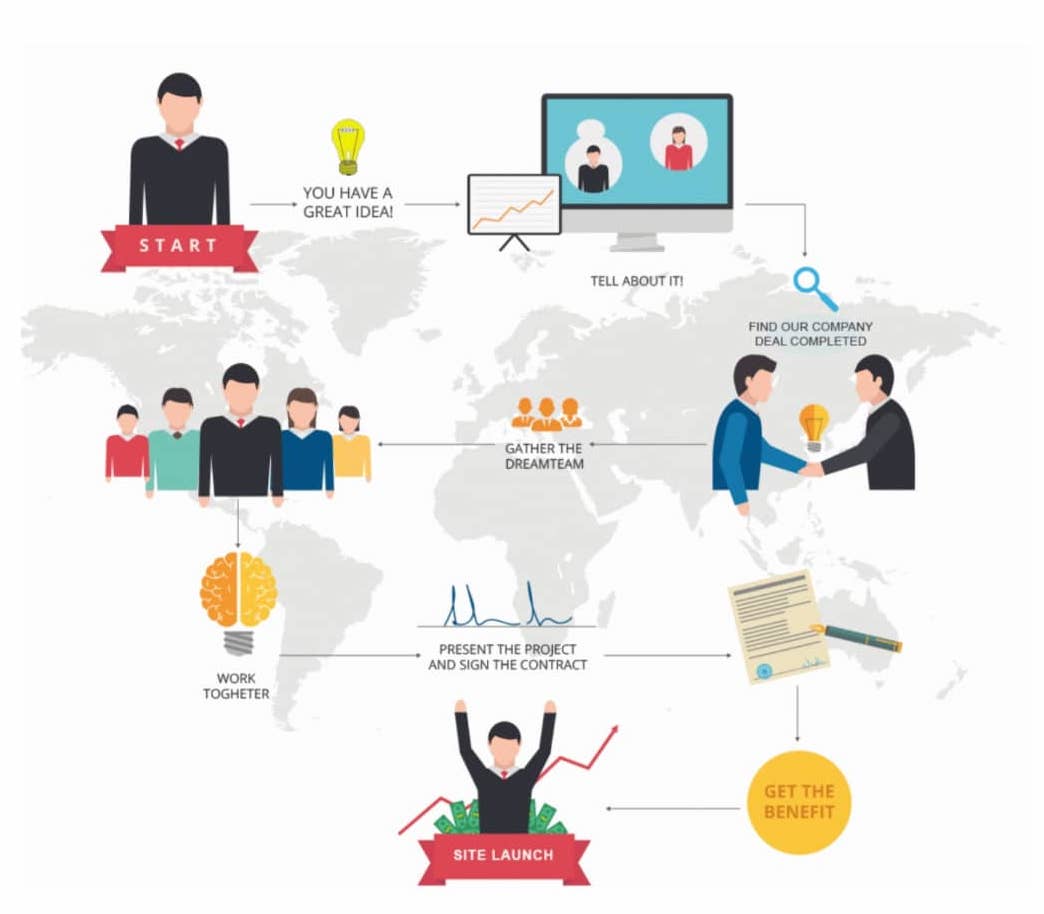 START
YOU HAVE A
GREAT IDEA!
TELL ABOUT IT!
FIND OUR COMPANY
DEAL COMPLETED
GATHER THE
DREAMTEAM
WORK
TOGHETER
PRESENT THE PROJECT
AND SIGN THE CONTRACT
GET THE
BENEFIT
SITE LAUNCH